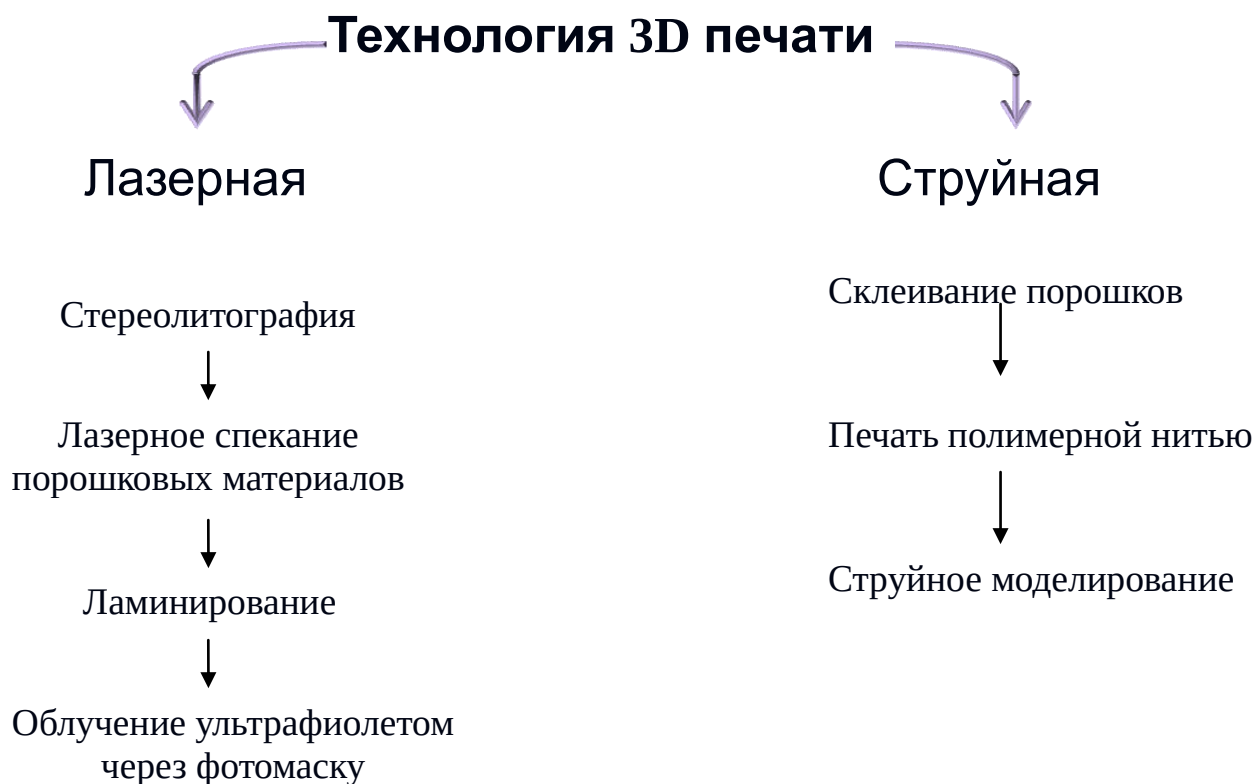 Технология 3D печати
Лазерная
Стереолитография
Лазерное спекание
порошковых материалов
Ламинирование
Облучение ультрафиолетом
через фотомаску
Струйная
Склеивание порошков
Печать полимерной нитью
Струйное моделирование